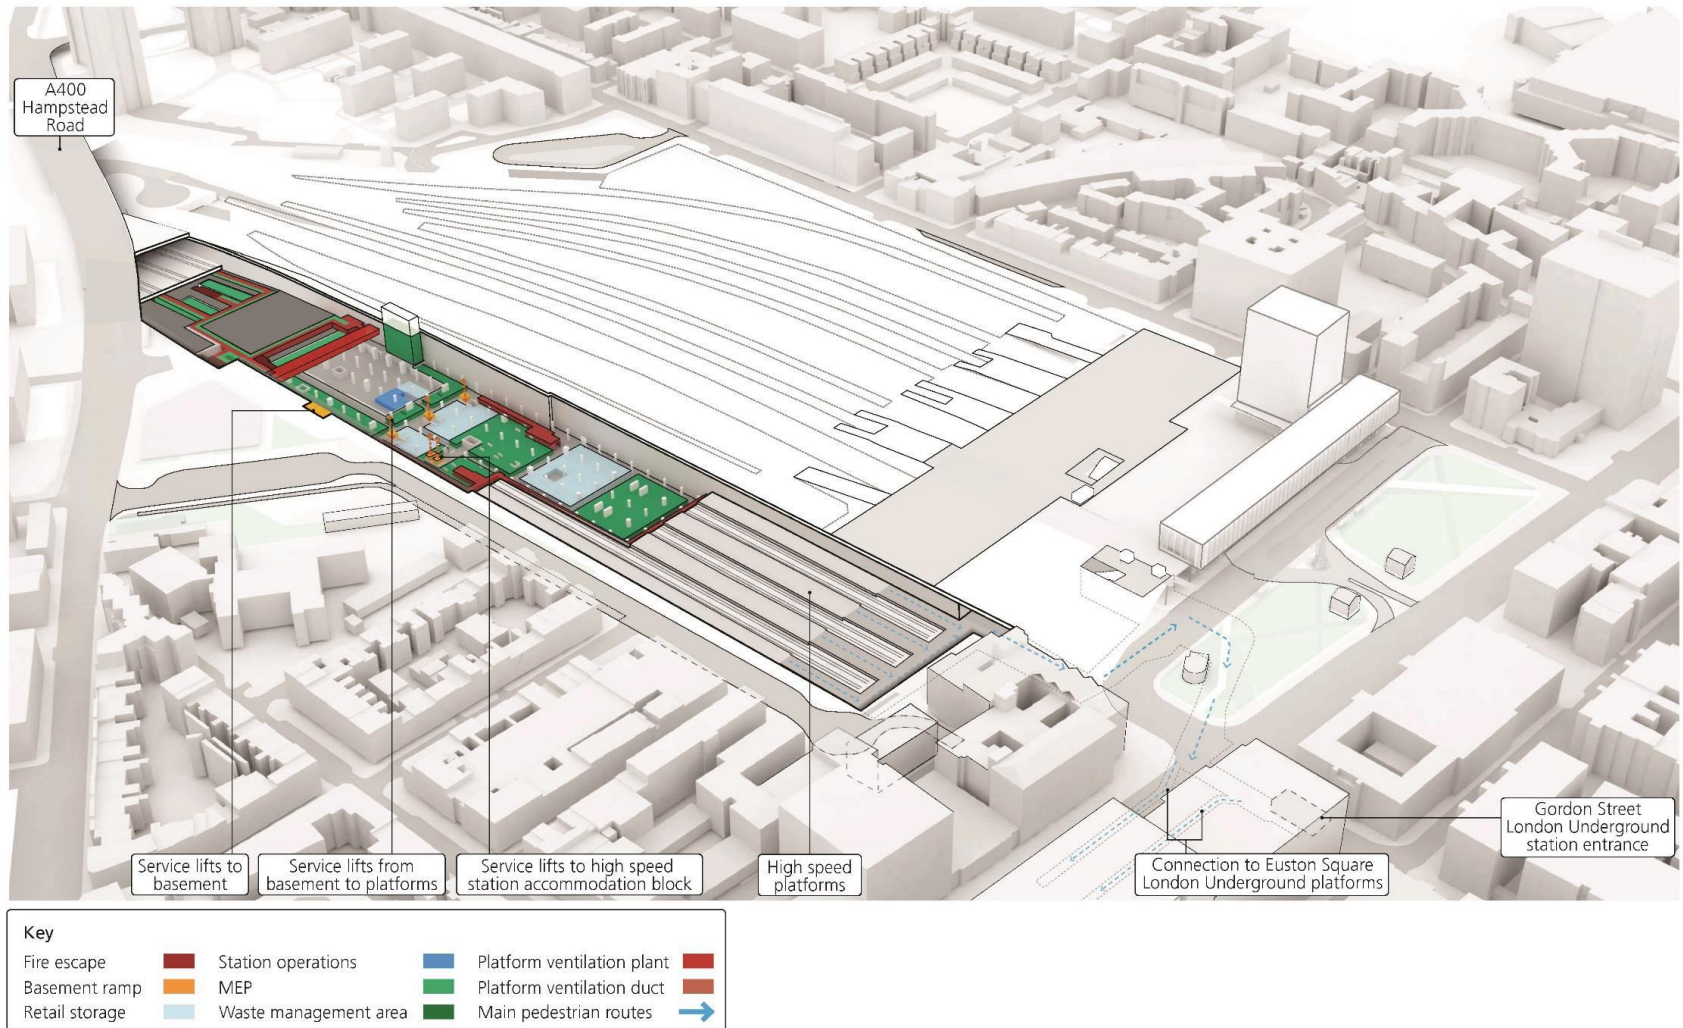 A400
Hampstead
Road
Service lifts to
basement
Service lifts from
basement to platforms
Service lifts to high speed
station accommodation block
High speed
platforms
Connection to Euston Square
London Underground platforms
Gordon Street
London Underground
station entrance
Key
Fire escape
Station operations
Platform ventilation plant
Basement ramp
MEP
Platform ventilation duct
Retail storage
Waste management area
Main pedestrian routes